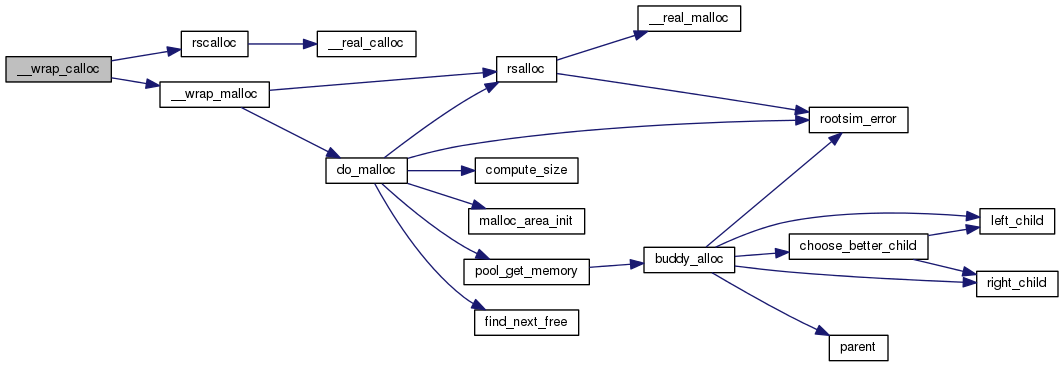 __wrap_calloc
rscalloc
__real_calloc
__wrap_malloc
rsalloc
__real_malloc
rootsim_error
do_malloc
compute_size
malloc_area_init
pool_get_memory
find_next_free
buddy_alloc
choose_better_child
left_child
right_child
parent